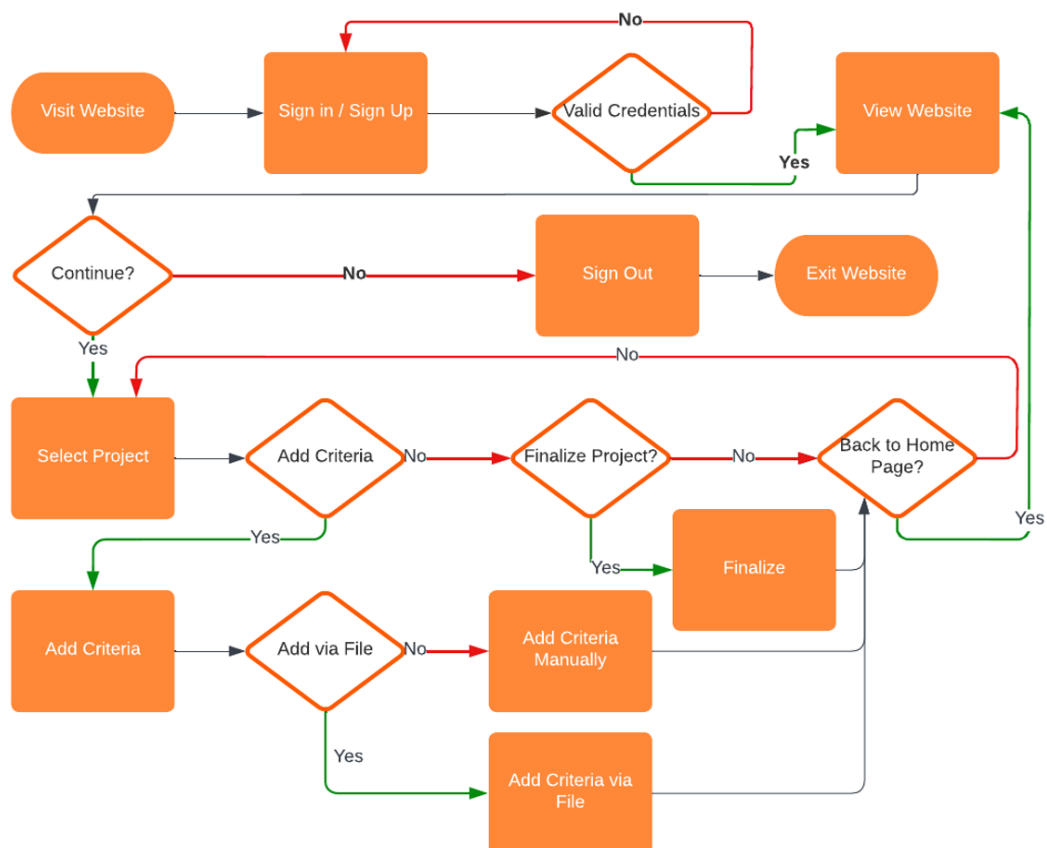 No
Visit Website
Sign in / Sign Up
Valid Credentials
View Website
Yes
Continue?
No
Sign Out
Exit Website
Yes
No
Select Project
Add Criteria
No
Finalize Project?
No
Back to Home
Page?
Yes
Yes
Yes
Finalize
Add Criteria
Add via File
No
Add Criteria
Manually
Yes
Add Criteria via
File